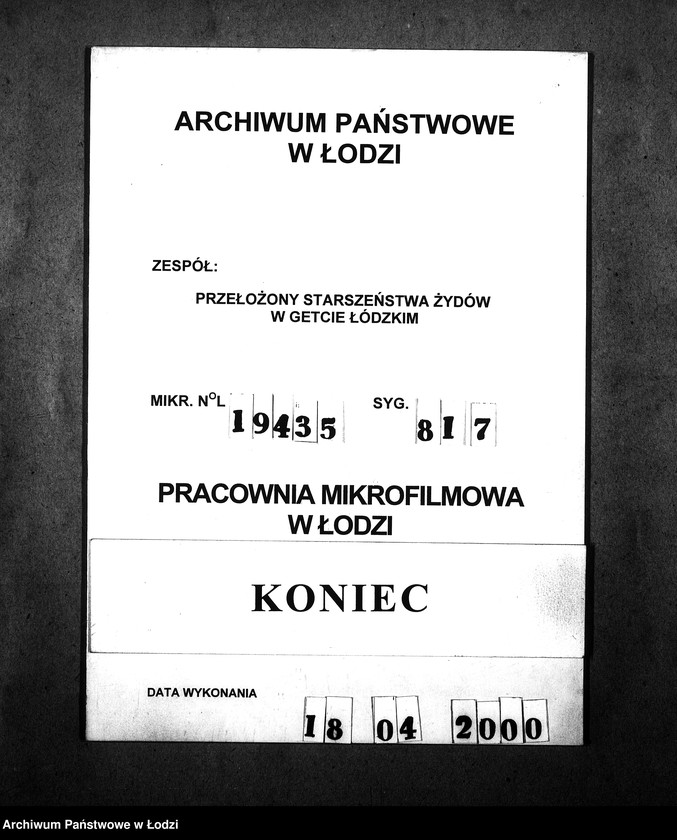 ARCHIWUM PAŃSTWOWE
W ŁODZI
ZESPÓŁ:
PRZEŁOŻONY STARSZEŃSTWA ŻYDÓW
W GETCIE ŁÓDZKIM
MIKR. NOL 19435 SYG. 817
PRACOWNIA MIKROFILMOWA
W ŁODZI
KONIEC
DATA WYKONANIA 18 04 2000
Archiwum Państwowe w Łodzi